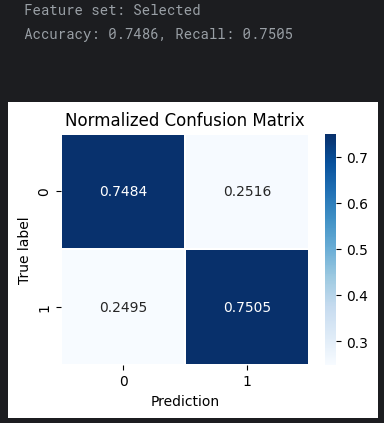 Feature set: Selected
Accuracy: 0.7486, Recall: 0.7505
Normalized Confusion Matrix
True label
0
0.7484
0.2516
1
0.2495
0.7505
0
1
Prediction
0.7
0.6
0.5
0.4
0.3